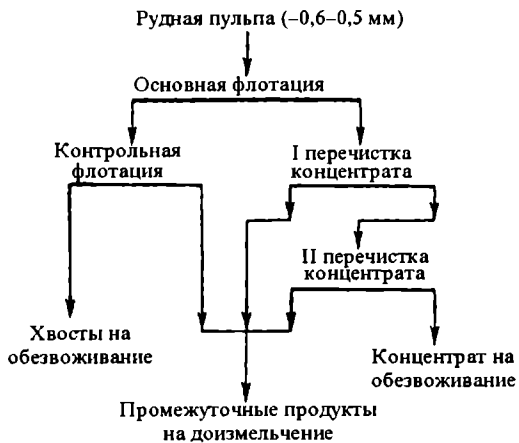 Рудная пульпа (–0,6–0,5 мм)
Основная флотация
Контрольная
флотация
I перечистка
концентрата
II перечистка
концентрата
Хвосты на
обезвоживание
Концентрат на
обезвоживание
Промежуточные продукты
на доизмельчение